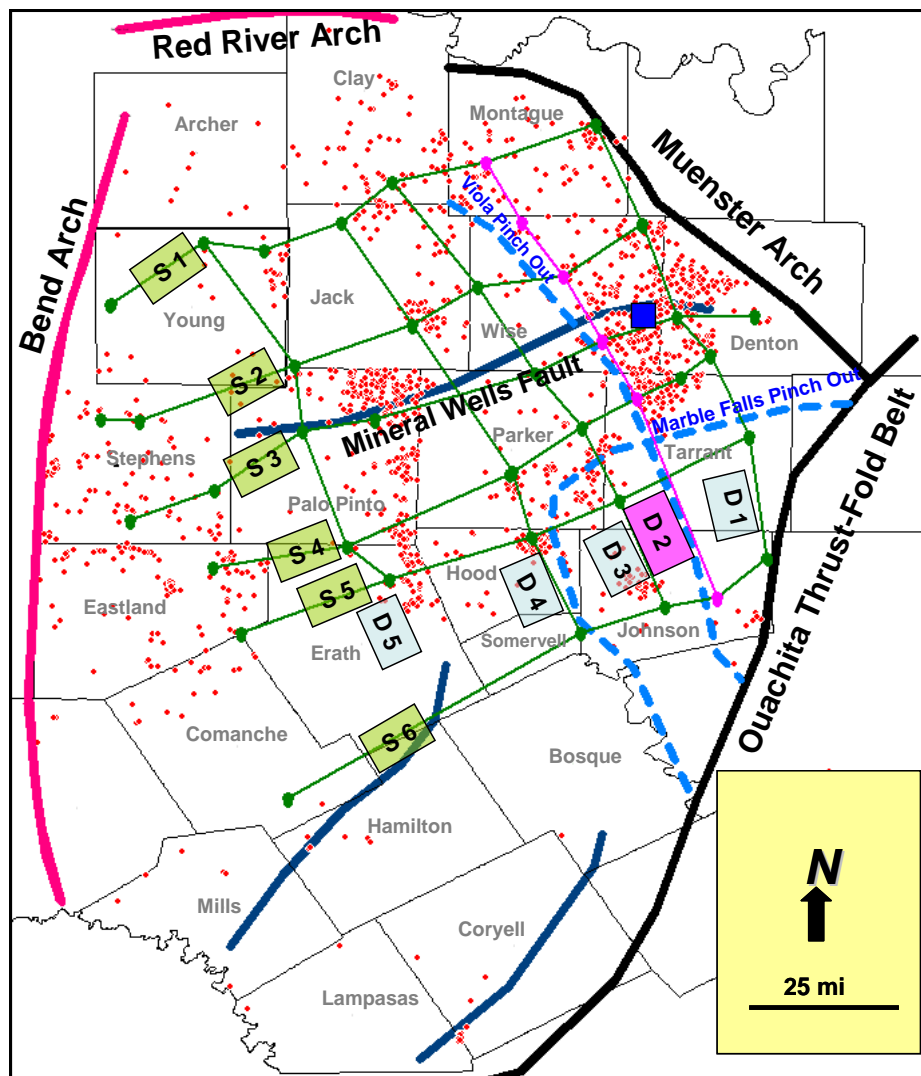 Red River Arch
Clay
Archer
Montague
Muenster Arch
Viola Pinch Out
Bend Arch
S 1
Young
Jack
Wise
Denton
S 2
Mineral Wells Fault
Marble Falls Pinch Out
Stephens
S 3
Parker
Tarrant
Palo Pinto
D 1
D 2
S 4
D 3
Hood
D 4
S 5
Eastland
D 5
Erath
Somervell
Johnson
Ouachita Thrust-Fold Belt
Comanche
S 6
Bosque
Hamilton
N
Mills
Coryell
Lampasas
25 mi